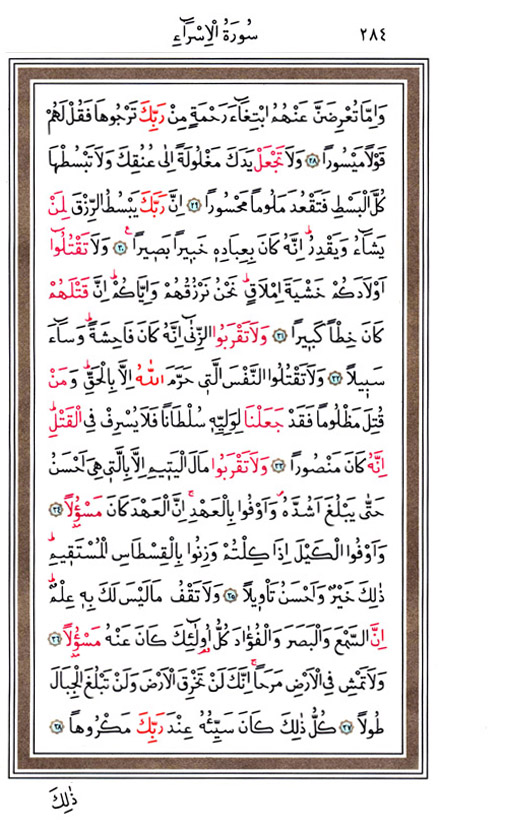 ٢٨٤
سُورَةُ الْاِسْرَٓاءِ
وَاِمَّا تُعْرِضَنَّ عَنْهُمُ ابْتِغَٓاءَ رَحْمَةٍ مِنْ رَبِّكَ تَرْجُوهَا فَقُلْ لَهُمْ
قَوْلًا مَيْسُورًا ﴿٢٨﴾ وَلَا تَجْعَلْ يَدَكَ مَغْلُولَةً اِلٰى عُنُقِكَ وَلَا تَبْسُطْهَا
كُلَّ الْبَسْطِ فَتَقْعُدَ مَلُومًا مَحْسُورًا ﴿٢٩﴾ اِنَّ رَبَّكَ يَبْسُطُ الرِّزْقَ لِمَنْ
يَشَٓاءُ وَيَقْدِرُۜ اِنَّهُ كَانَ بِعِبَادِه۪ خَب۪يرًا بَص۪يرًا ﴿٣٠﴾ وَلَا تَقْتُلُٓوا
اَوْلَادَكُمْ خَشْيَةَ اِمْلَاقٍۜ نَحْنُ نَرْزُقُهُمْ وَاِيَّاكُمْۜ اِنَّ قَتْلَهُمْ
كَانَ خِطْـًٔا كَب۪يرًا ﴿٣١﴾ وَلَا تَقْرَبُوا الزِّنٰٓى اِنَّهُ كَانَ فَاحِشَةًۜ وَسَٓاءَ
سَب۪يلًا ﴿٣٢﴾ وَلَا تَقْتُلُوا النَّفْسَ الَّت۪ي حَرَّمَ اللّٰهُ اِلَّا بِالْحَقِّۜ وَمَنْ
قُتِلَ مَظْلُومًا فَقَدْ جَعَلْنَا لِوَلِيِّه۪ سُلْطَانًا فَلَا يُسْرِفْ فِي الْقَتْلِۜ
اِنَّهُ كَانَ مَنْصُورًا ﴿٣٣﴾ وَلَا تَقْرَبُوا مَالَ الْيَت۪يمِ اِلَّا بِالَّت۪ي هِيَ اَحْسَنُ
حَتّٰى يَبْلُغَ اَشُدَّهُۖ وَاَوْفُوا بِالْعَهْدِۚ اِنَّ الْعَهْدَ كَانَ مَسْؤُ۫لًا ﴿٣٤﴾
وَاَوْفُوا الْكَيْلَ اِذَا كِلْتُمْ وَزِنُوا بِالْقِسْطَاسِ الْمُسْتَق۪يمِۜ
ذٰلِكَ خَيْرٌ وَاَحْسَنُ تَأْو۪يلًا ﴿٣٥﴾ وَلَا تَقْفُ مَا لَيْسَ لَكَ بِه۪ عِلْمٌۜ
اِنَّ السَّمْعَ وَالْبَصَرَ وَالْفُؤٰادَ كُلُّ اُو۬لٰٓئِكَ كَانَ عَنْهُ مَسْؤُ۫لًا ﴿٣٦﴾
وَلَا تَمْشِ فِي الْاَرْضِ مَرَحًاۚ اِنَّكَ لَنْ تَخْرِقَ الْاَرْضَ وَلَنْ تَبْلُغَ الْجِبَالَ
طُولًا ﴿٣٧﴾ كُلُّ ذٰلِكَ كَانَ سَيِّئُهُ عِنْدَ رَبِّكَ مَكْرُوهًا ﴿٣٨﴾
ذٰلِكَ